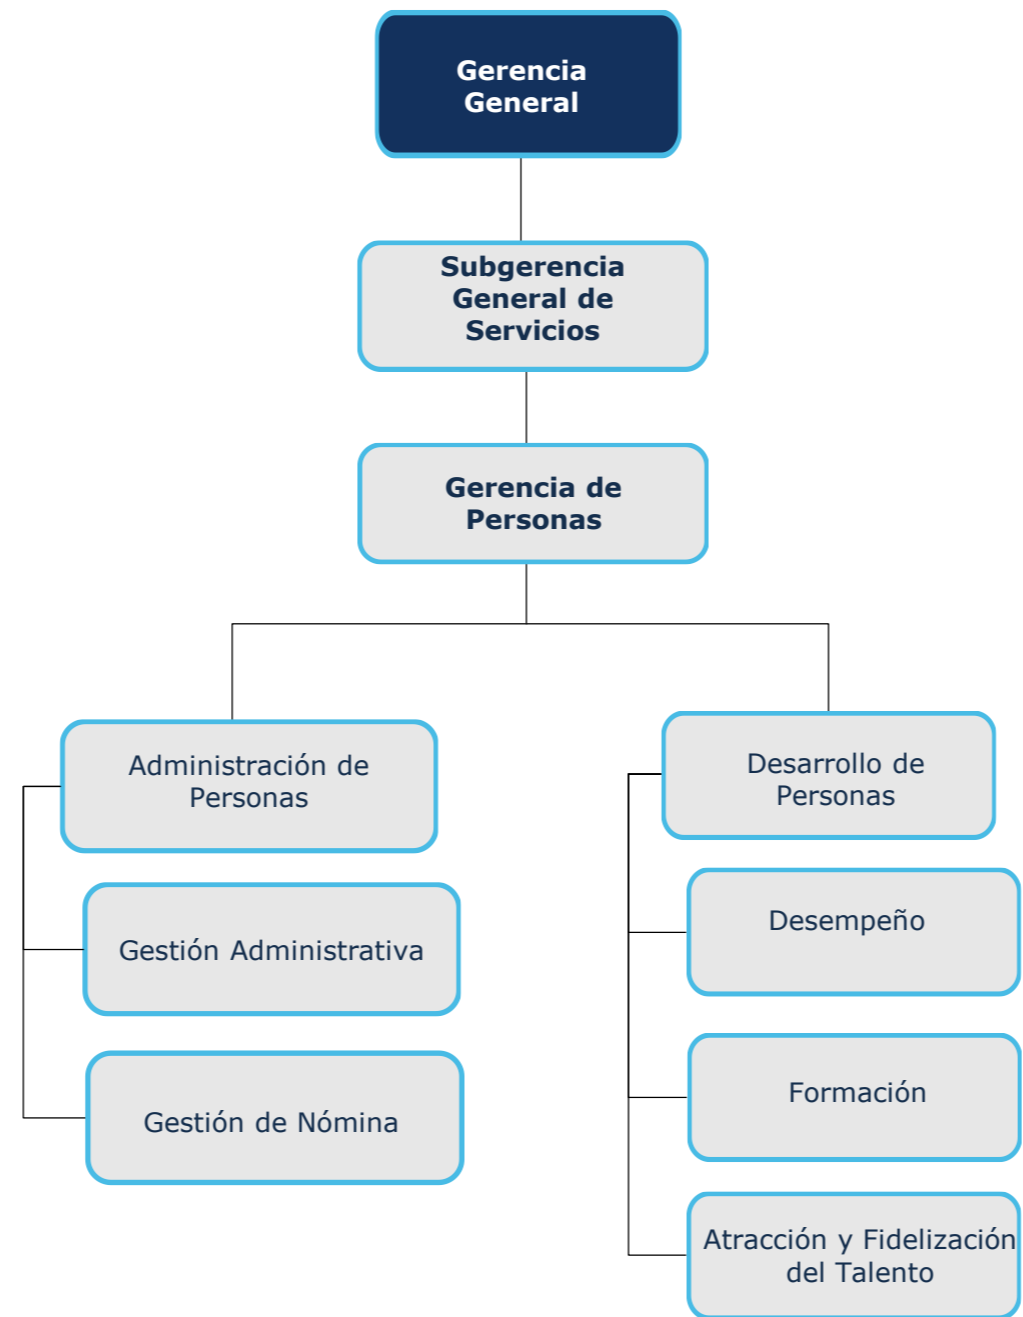 Gerencia
General
Subgerencia
General de
Servicios
Gerencia de
Personas
Administración de
Personas
Gestión Administrativa
Gestión de Nómina
Desarrollo de
Personas
Desempeño
Formación
Atracción y Fidelización
del Talento